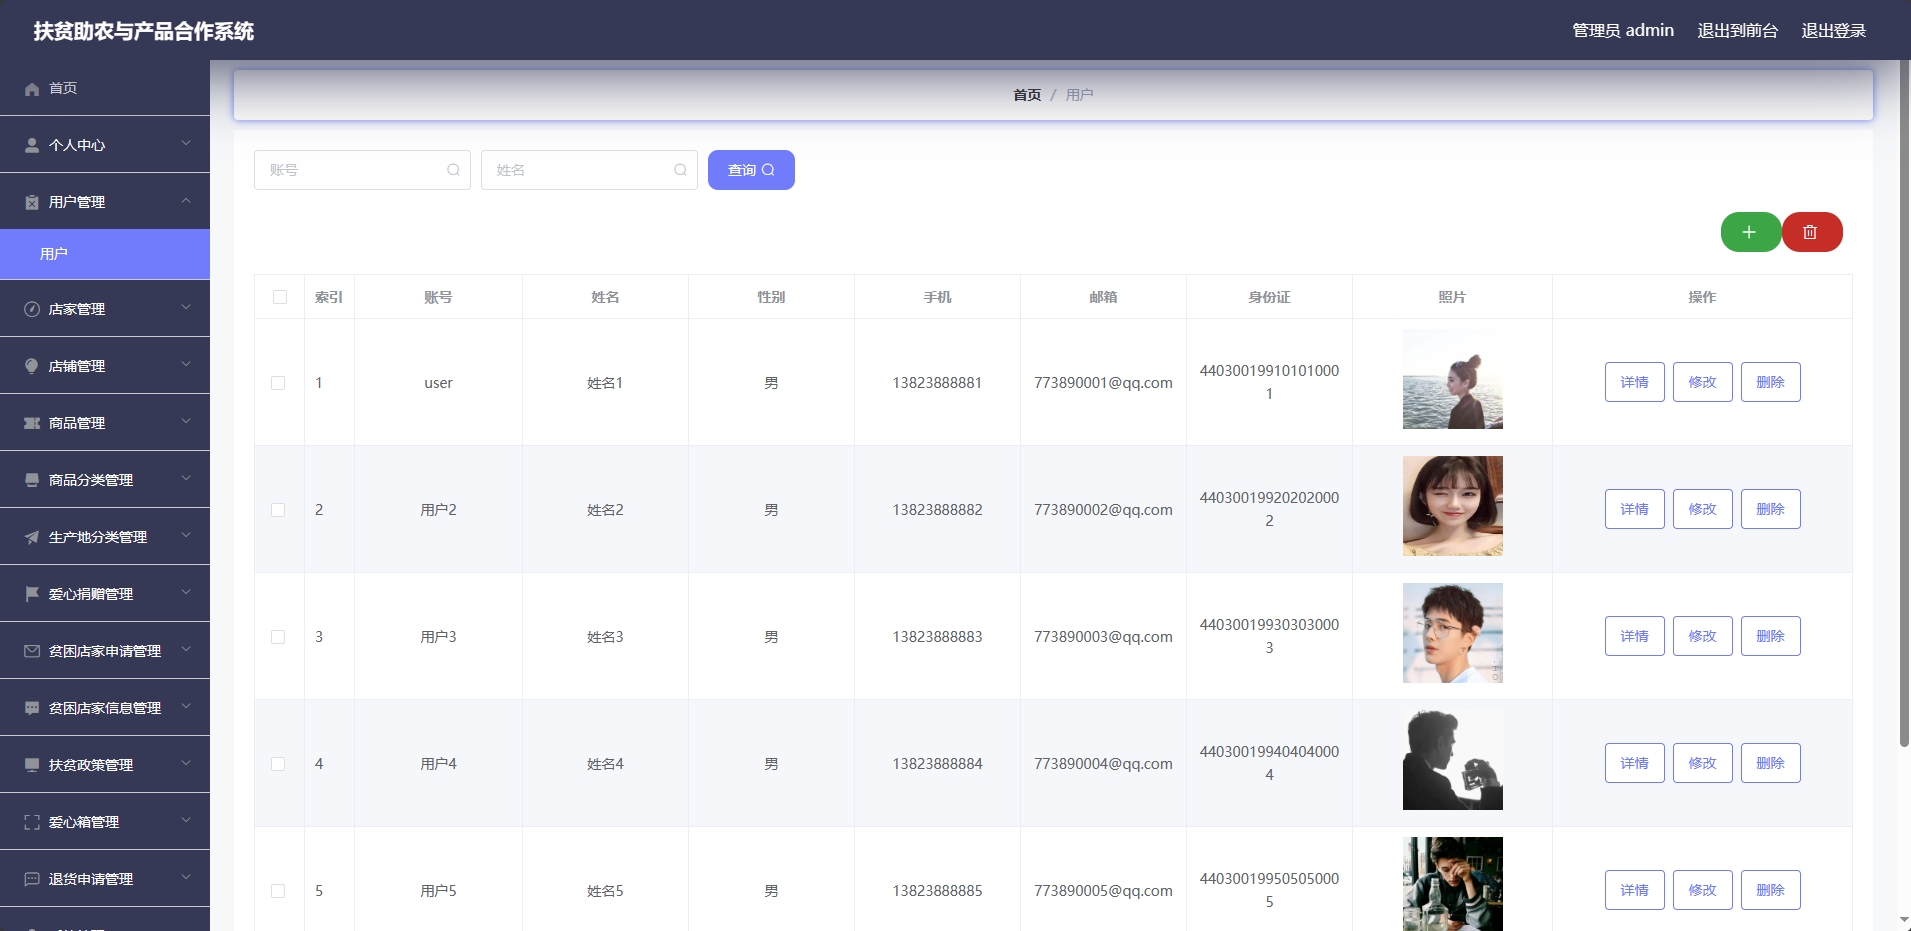 扶贫助农与产品合作系统
管理员 admin 退出到前台 退出登录
首页
个人中心
用户管理
用户
店家管理
店铺管理
商品管理
商品分类管理
生产地分类管理
爱心捐赠管理
贫困店家申请管理
贫困店家信息管理
扶贫政策管理
爱心箱管理
退货申请管理
首页 / 用户
账号 姓名 查询
索引 账号 姓名 性别 手机 邮箱 身份证 照片 操作
1 user 姓名1 男 13823888881 773890001@qq.com 44030019910101000
1
详情 修改 删除
2 用户2 姓名2 男 13823888882 773890002@qq.com 44030019920202000
2
详情 修改 删除
3 用户3 姓名3 男 13823888883 773890003@qq.com 44030019930303000
3
详情 修改 删除
4 用户4 姓名4 男 13823888884 773890004@qq.com 44030019940404000
4
详情 修改 删除
5 用户5 姓名5 男 13823888885 773890005@qq.com 44030019950505000
5
详情 修改 删除